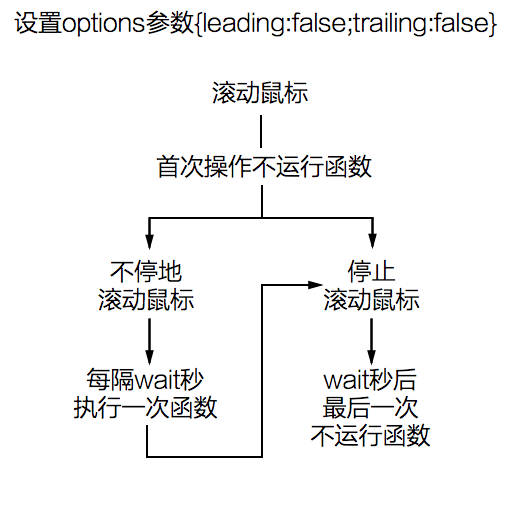 设置options参数{leading:false;trailing:false}
滚动鼠标
首次操作不运行函数
不停地
滚动鼠标
停止
滚动鼠标
每隔wait秒
执行一次函数
wait秒后
最后一次
不运行函数